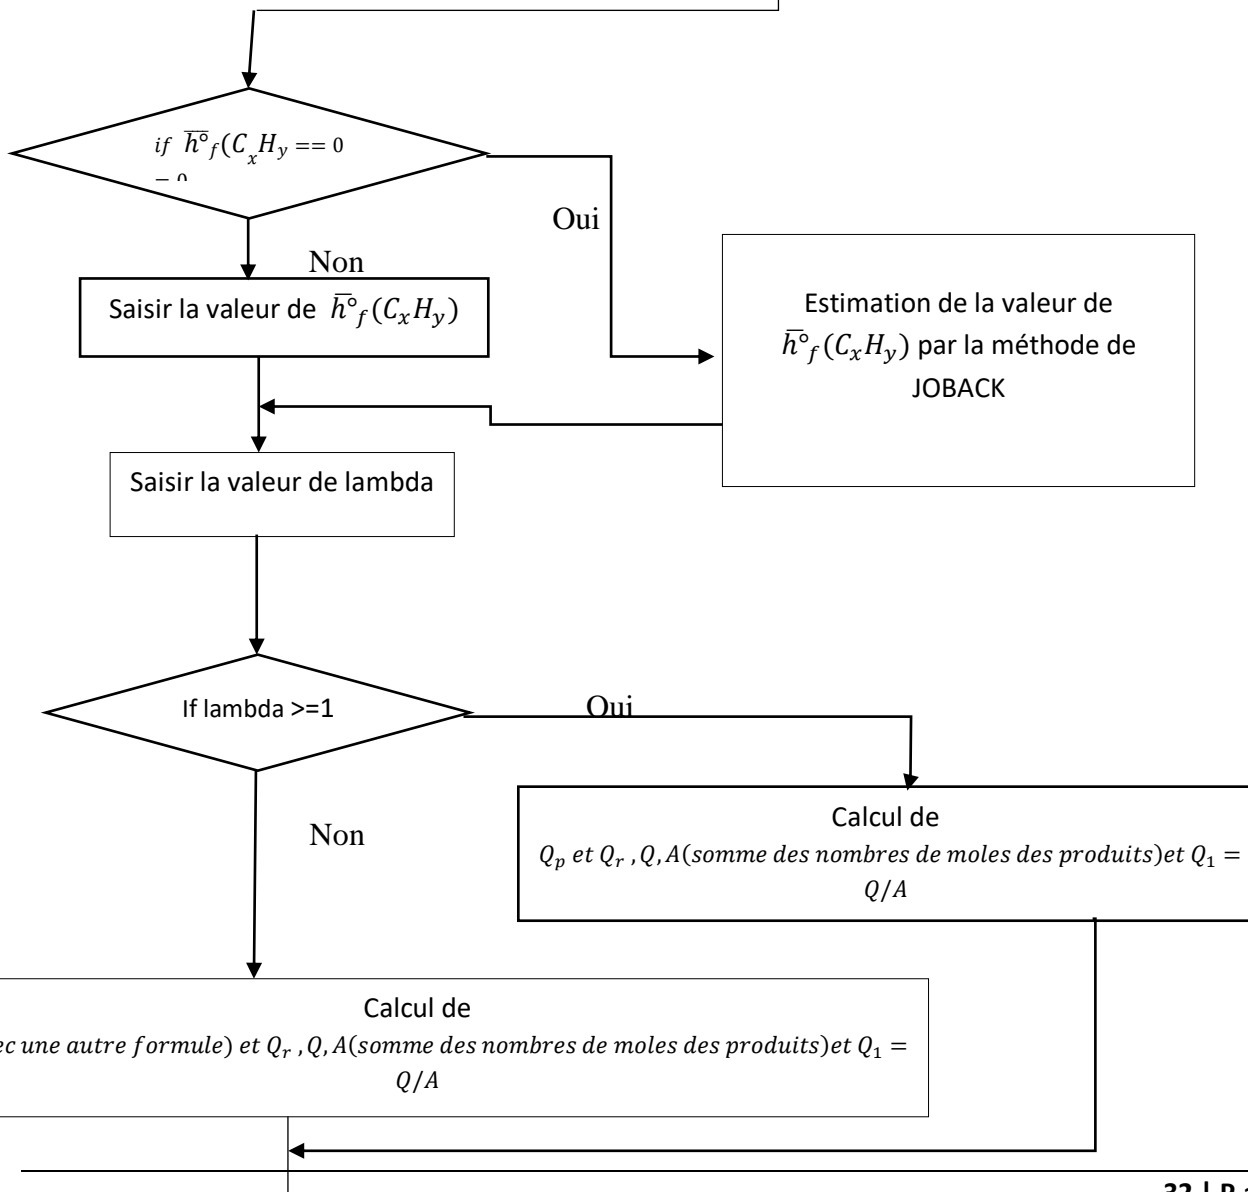 if h̅°f(CxHy == 0
= 0
Oui
Non
Saisir la valeur de h̅°f(CxHy)
Estimation de la valeur de
h̅°f(CxHy) par la méthode de
JOBACK
Saisir la valeur de lambda
If lambda >=1
Oui
Non
Calcul de
Qp et Qr , Q, A(somme des nombres de moles des produits)et Q1 =
Q/A
Calcul de
une autre formule) et Qr , Q, A(somme des nombres de moles des produits)et Q1 =
Q/A
32 | P